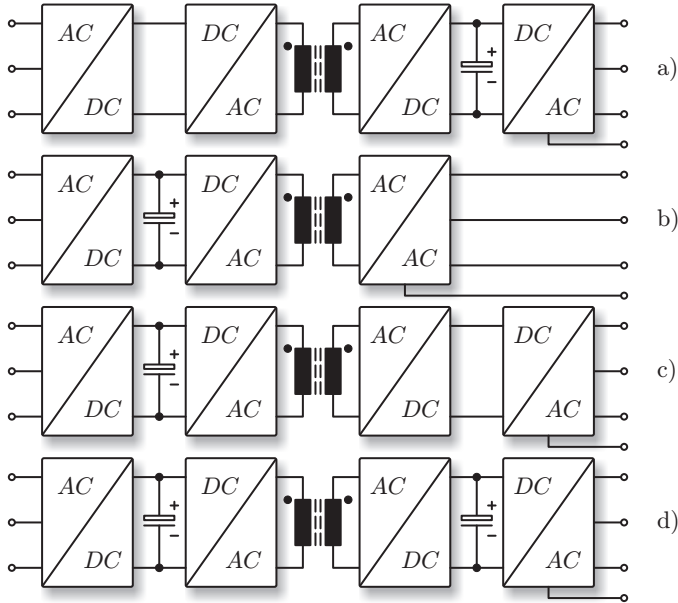 AC DC AC DC + − a)
DC AC DC AC
AC + − DC AC b)
DC AC AC
AC + − DC AC DC c)
DC AC DC AC
AC + − DC AC + − DC d)
DC AC DC AC